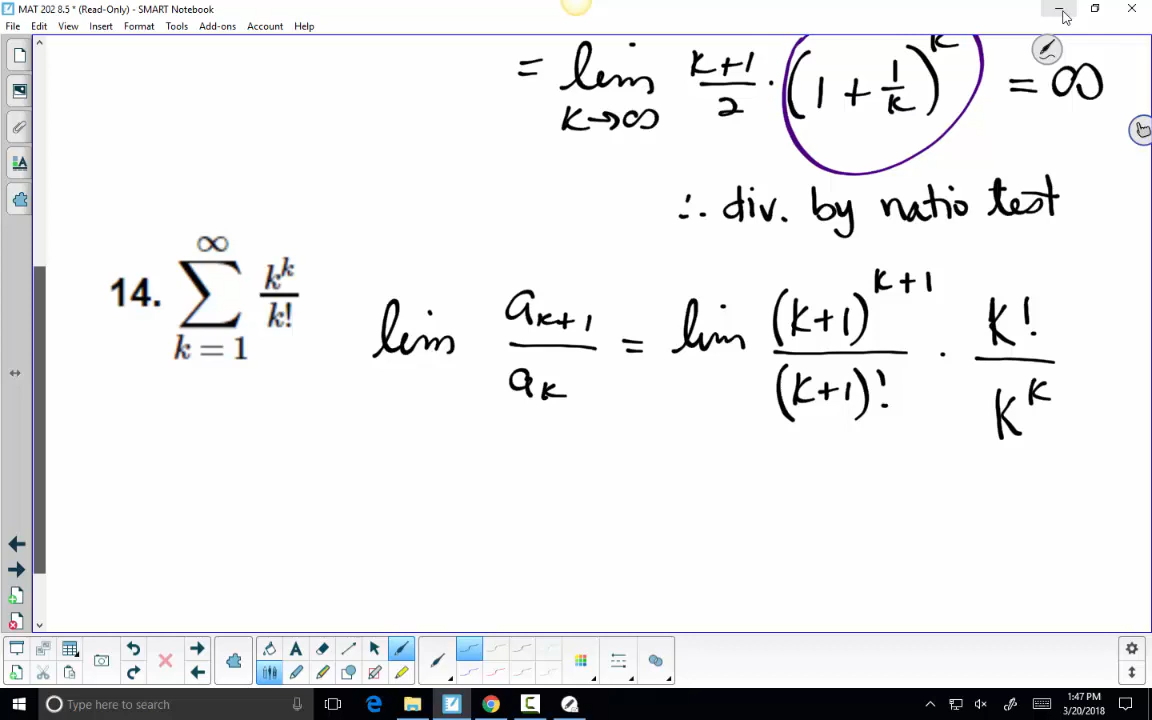 MAT 202 8.5 * (Read-Only) - SMART Notebook
File Edit View Insert Format Tools Add-ons Account Help
= lim k→∞ k+1/2 · (1 + 1/k)^k = ∞
∴ div. by ratio test
14. ∑_{k = 1}^{∞} k^k/k! lim a_{k+1}/a_k = lim (k+1)^{k+1}/(k+1)! · k!/k^k
Type here to search
1:47 PM
3/20/2018